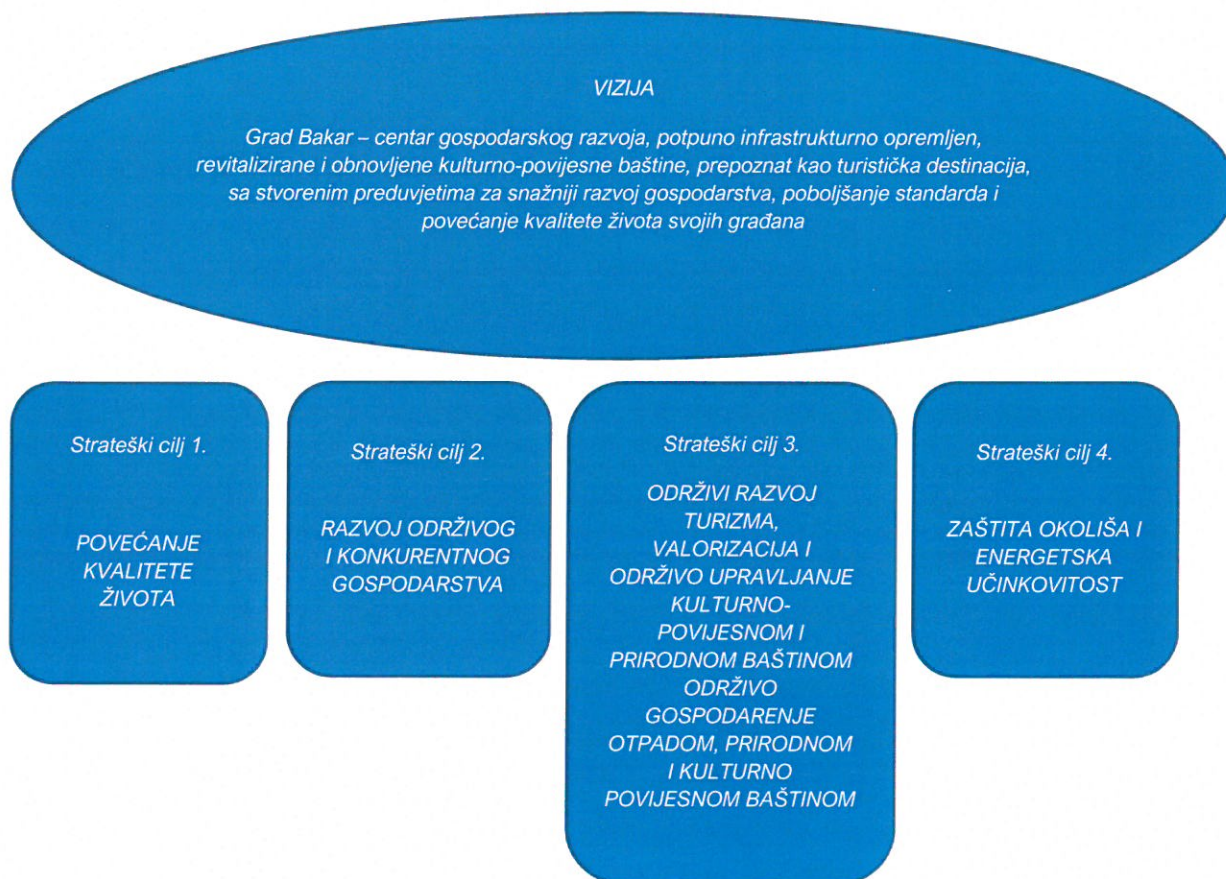 VIZIJA
Grad Bakar – centar gospodarskog razvoja, potpuno infrastrukturno opremljen,
revitalizirane i obnovljene kulturno-povijesne baštine, prepoznat kao turistička destinacija,
sa stvorenim preduvjetima za snažniji razvoj gospodarstva, poboljšanje standarda i
povećanje kvalitete života svojih građana
Strateški cilj 1.
POVEĆANJE
KVALITETE
ŽIVOTA
Strateški cilj 2.
RAZVOJ ODRŽIVOG
I KONKURENTNOG
GOSPODARSTVA
Strateški cilj 3.
ODRŽIVI RAZVOJ
TURIZMA,
VALORIZACIJA I
ODRŽIVO UPRAVLJANJE
KULTURNO-
POVIJESNOM I
PRIRODNOM BAŠTINOM
ODRŽIVO
GOSPODARENJE
OTPADOM, PRIRODNOM
I KULTURNO
POVIJESNOM BAŠTINOM
Strateški cilj 4.
ZAŠTITA OKOLIŠA I
ENERGETSKA
UČINKOVITOST